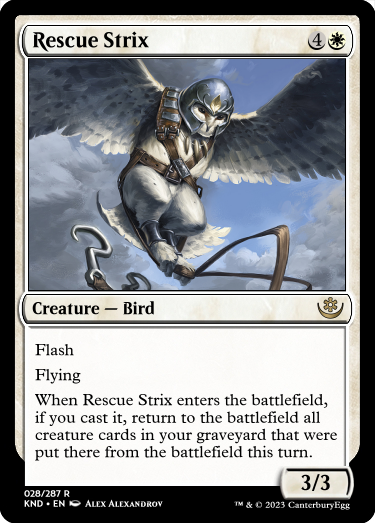 Rescue Strix 4
Creature — Bird
Flash
Flying
When Rescue Strix enters the battlefield,
if you cast it, return to the battlefield all
creature cards in your graveyard that were
put there from the battlefield this turn.
3/3
028/287 R
KND • EN Alex Alexandrov
™ & © 2023 CanterburyEgg